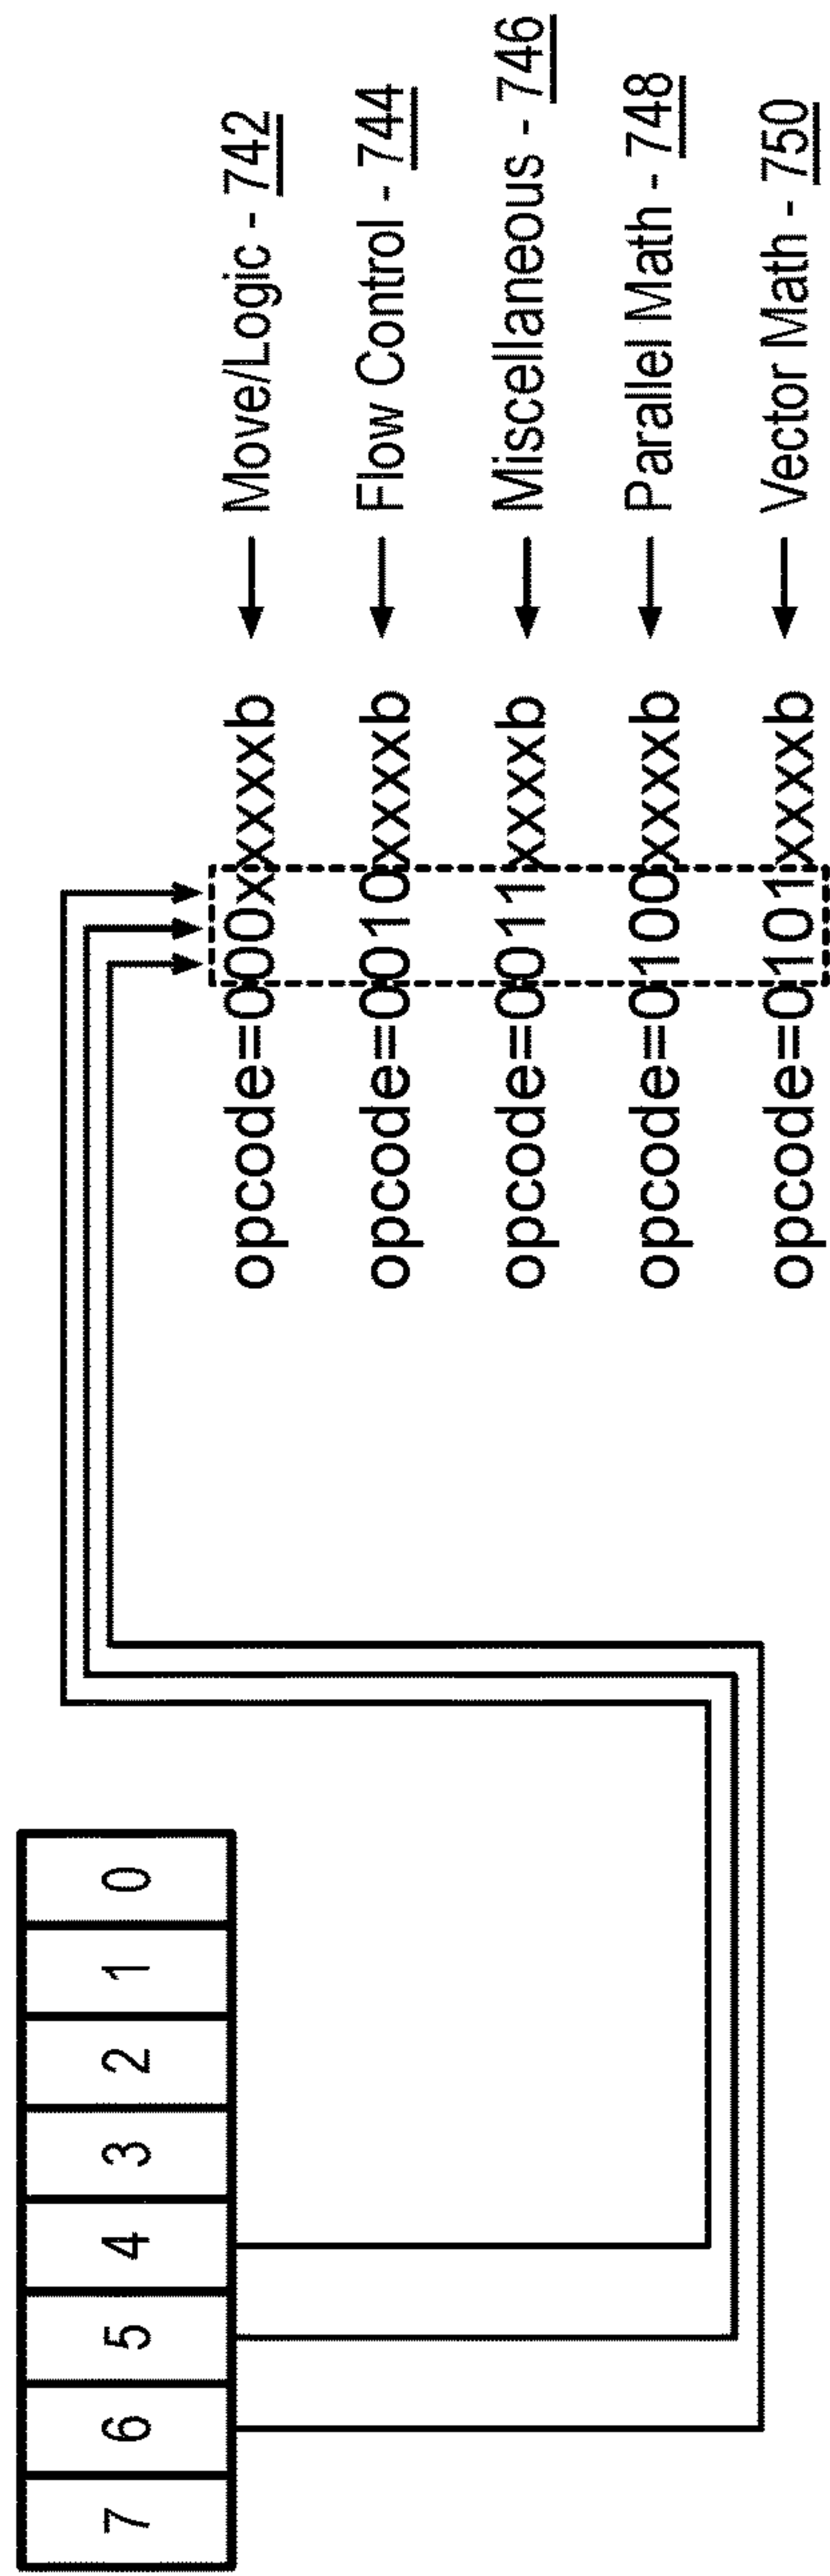 7 6 5 4 3 2 1 0
opcode=000xxxxxb ← Move/Logic - 742
opcode=0010xxxxb ← Flow Control - 744
opcode=0011xxxxb ← Miscellaneous - 746
opcode=0100xxxxb ← Parallel Math - 748
opcode=0101xxxxb ← Vector Math - 750